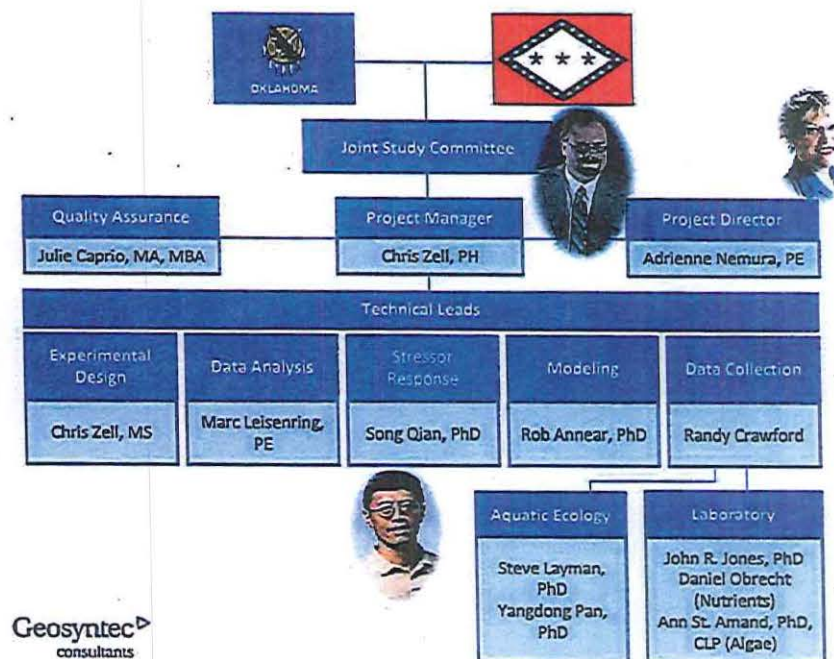 OKLAHOMA
Joint Study Committee
Quality Assurance
Julie Caprio, MA, MBA
Project Manager
Chris Zell, PH
Project Director
Adrienne Nemura, PE
Technical Leads
Experimental
Design
Chris Zell, MS
Data Analysis
Marc Leisenring,
PE
Stressor
Response
Song Qian, PhD
Modeling
Rob Annear, PhD
Data Collection
Randy Crawford
Aquatic Ecology
Steve Layman,
PhD
Yangdong Pan,
PhD
Laboratory
John R. Jones, PhD
Daniel Obrecht
(Nutrients)
Ann St. Amand, PhD,
CLP (Algae)
Geosyntec
consultants